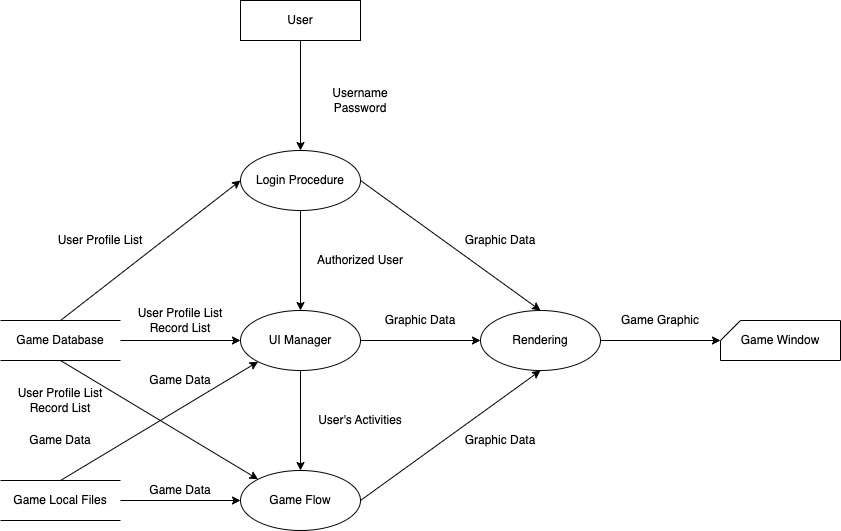 User
Username
Password
Login Procedure
User Profile List
Graphic Data
Authorized User
User Profile List
Record List
Graphic Data
Game Graphic
Game Database
UI Manager
Rendering
Game Window
Game Data
User Profile List
Record List
User's Activities
Game Data
Graphic Data
Game Data
Game Local Files
Game Flow